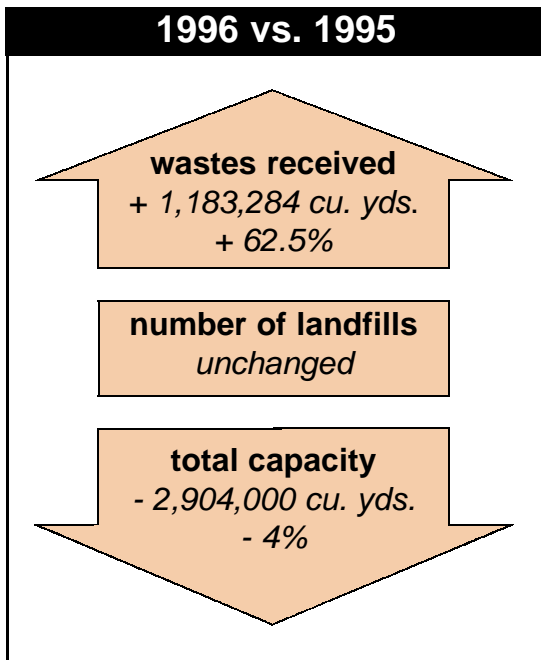 1996 vs. 1995
wastes received
+ 1,183,284 cu. yds.
+ 62.5%
number of landfills
unchanged
total capacity
- 2,904,000 cu. yds.
- 4%